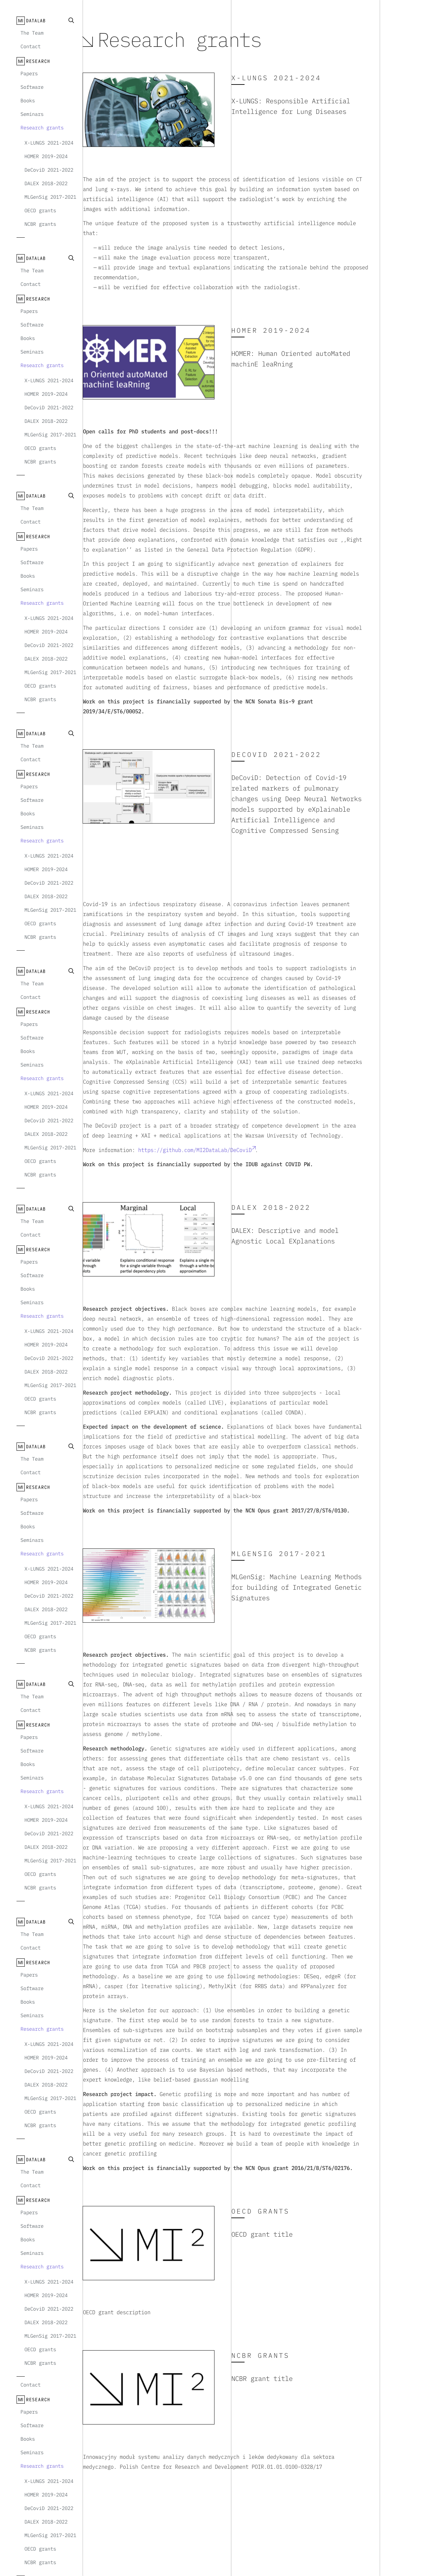 MI DATALAB
The Team
Contact
MI RESEARCH
Papers
Software
Books
Seminars
Research grants
X-LUNGS 2021-2024
HOMER 2019-2024
DeCoviD 2021-2022
DALEX 2018-2022
MLGenSig 2017-2021
OECD grants
NCBR grants
Research grants
X-LUNGS 2021-2024
X-LUNGS: Responsible Artificial
Intelligence for Lung Diseases
The aim of the project is to support the process of identification of lesions visible on CT
and lung x-rays. We intend to achieve this goal by building an information system based on
artificial intelligence (AI) that will support the radiologist's work by enriching the
images with additional information.
The unique feature of the proposed system is a trustworthy artificial intelligence module
that:
—will reduce the image analysis time needed to detect lesions,
—will make the image evaluation process more transparent,
—will provide image and textual explanations indicating the rationale behind the proposed
recommendation,
—will be verified for effective collaboration with the radiologist.
HOMER 2019-2024
HOMER: Human Oriented autoMated
machinE leaRning
Open calls for PhD students and post-docs!!!
One of the biggest challenges in the state-of-the-art machine learning is dealing with the
complexity of predictive models. Recent techniques like deep neural networks, gradient
boosting or random forests create models with thousands or even millions of parameters.
This makes decisions generated by these black-box models completely opaque. Model obscurity
undermines trust in model decisions, hampers model debugging, blocks model auditability,
exposes models to problems with concept drift or data drift.
Recently, there has been a huge progress in the area of model interpretability, which
results in the first generation of model explainers, methods for better understanding of
factors that drive model decisions. Despite this progress, we are still far from methods
that provide deep explanations, confronted with domain knowledge that satisfies our ,,Right
to explanation'' as listed in the General Data Protection Regulation (GDPR).
In this project I am going to significantly advance next generation of explainers for
predictive models. This will be a disruptive change in the way how machine learning models
are created, deployed, and maintained. Currently to much time is spend on handcrafted
models produced in a tedious and laborious try-and-error process. The proposed Human-
Oriented Machine Learning will focus on the true bottleneck in development of new
algorithms, i.e. on model-human interfaces.
The particular directions I consider are (1) developing an uniform grammar for visual model
exploration, (2) establishing a methodology for contrastive explanations that describe
similarities and differences among different models, (3) advancing a methodology for non-
additive model explanations, (4) creating new human-model interfaces for effective
communication between models and humans, (5) introducing new techniques for training of
interpretable models based on elastic surrogate black-box models, (6) rising new methods
for automated auditing of fairness, biases and performance of predictive models.
Work on this project is financially supported by the NCN Sonata Bis-9 grant
2019/34/E/ST6/00052.
DECOVID 2021-2022
DeCoviD: Detection of Covid-19
related markers of pulmonary
changes using Deep Neural Networks
models supported by eXplainable
Artificial Intelligence and
Cognitive Compressed Sensing
Covid-19 is an infectious respiratory disease. A coronavirus infection leaves permanent
ramifications in the respiratory system and beyond. In this situation, tools supporting
diagnosis and assessment of lung damage after infection and during Covid-19 treatment are
crucial. Preliminary results of analysis of CT images and lung xrays suggest that they can
help to quickly assess even asymptomatic cases and facilitate prognosis of response to
treatment. There are also reports of usefulness of ultrasound images.
The aim of the DeCoviD project is to develop methods and tools to support radiologists in
the assessment of lung imaging data for the occurrence of changes caused by Covid-19
disease. The developed solution will allow to automate the identification of pathological
changes and will support the diagnosis of coexisting lung diseases as well as diseases of
other organs visible on chest images. It will also allow to quantify the severity of lung
damage caused by the disease
Responsible decision support for radiologists requires models based on interpretable
features. Such features will be stored in a hybrid knowledge base powered by two research
teams from WUT, working on the basis of two, seemingly opposite, paradigms of image data
analysis. The eXplainable Artificial Intelligence (XAI) team will use trained deep networks
to automatically extract features that are essential for effective disease detection.
Cognitive Compressed Sensing (CCS) will build a set of interpretable semantic features
using sparse cognitive representations agreed with a group of cooperating radiologists.
Combining these two approaches will achieve high effectiveness of the constructed models,
combined with high transparency, clarity and stability of the solution.
The DeCoviD project is a part of a broader strategy of competence development in the area
of deep learning + XAI + medical applications at the Warsaw University of Technology.
More information: https://github.com/MI2DataLab/DeCoviD.
Work on this project is financially supported by the IDUB against COVID PW.
DALEX 2018-2022
DALEX: Descriptive and model
Agnostic Local EXplanations
Research project objectives. Black boxes are complex machine learning models, for example
deep neural network, an ensemble of trees of high-dimensional regression model. They are
commonly used due to they high performance. But how to understand the structure of a black-
box, a model in which decision rules are too cryptic for humans? The aim of the project is
to create a methodology for such exploration. To address this issue we will develop
methods, that: (1) identify key variables that mostly determine a model response, (2)
explain a single model response in a compact visual way through local approximations, (3)
enrich model diagnostic plots.
Research project methodology. This project is divided into three subprojects - local
approximations od complex models (called LIVE), explanations of particular model
predictions (called EXPLAIN) and conditional explanations (called CONDA).
Expected impact on the development of science. Explanations of black boxes have fundamental
implications for the field of predictive and statistical modelling. The advent of big data
forces imposes usage of black boxes that are easily able to overperform classical methods.
But the high performance itself does not imply that the model is appropriate. Thus,
especially in applications to personalized medicine or some regulated fields, one should
scrutinize decision rules incorporated in the model. New methods and tools for exploration
of black-box models are useful for quick identification of problems with the model
structure and increase the interpretability of a black-box.
Work on this project is financially supported by the NCN Opus grant 2017/27/B/ST6/0130.
MLGENSIG 2017-2021
MLGenSig: Machine Learning Methods
for building of Integrated Genetic
Signatures
Research project objectives. The main scientific goal of this project is to develop a
methodology for integrated genetic signatures based on data from divergent high-throughput
techniques used in molecular biology. Integrated signatures base on ensembles of signatures
for RNA-seq, DNA-seq, data as well for methylation profiles and protein expression
microarrays. The advent of high throughput methods allows to measure dozens of thousands or
even millions features on different levels like DNA / RNA / protein. And nowadays in many
large scale studies scientists use data from mRNA seq to assess the state of transcriptome,
protein microarrays to asses the state of proteome and DNA-seq / bisulfide methylation to
assess genome / methylome.
Research methodology. Genetic signatures are widely used in different applications, among
others: for assessing genes that differentiate cells that are chemo resistant vs. cells
that are not, assess the stage of cell pluripotency, define molecular cancer subtypes. For
example, in database Molecular Signatures Database v5.0 one can find thousands of gene sets
- genetic signatures for various conditions. There are signatures that characterize some
cancer cells, pluripotent cells and other groups. But they usually contain relatively small
number of genes (around 100), results with them are hard to replicate and they are
collection of features that were found significant when independently tested. In most cases
signatures are derived from measurements of the same type. Like signatures based of
expression of transcripts based on data from microarrays or RNA-seq, or methylation profile
or DNA variation. We are proposing a very different approach. First we are going to use
machine-learning techniques to create large collections of signatures. Such signatures base
on ensembles of small sub-signatures, are more robust and usually have higher precision.
Then out of such signatures we are going to develop methodology for meta-signatures, that
integrate information from different types of data (transcriptome, proteome, genome). Great
examples of such studies are: Progenitor Cell Biology Consortium (PCBC) and The Cancer
Genome Atlas (TCGA) studies. For thousands of patients in different cohorts (for PCBC
cohorts based on stemness phenotype, for TCGA based on cancer type) measurements of both
mRNA, miRNA, DNA and methylation profiles are available. New, large datasets require new
methods that take into account high and dense structure of dependencies between features.
The task that we are going to solve is to develop methodology that will create genetic
signatures that integrate information from different levels of cell functioning. Then we
are going to use data from TCGA and PBCB project to assess the quality of proposed
methodology. As a baseline we are going to use following methodologies: DESeq, edgeR (for
mRNA), casper (for lternative splicing), MethylKit (for RRBS data) and RPPanalyzer for
protein arrays.
Here is the skeleton for our approach: (1) Use ensembles in order to building a genetic
signature. The first step would be to use random forests to train a new signature.
Ensembles of sub-signtures are build on bootstrap subsamples and they votes if given sample
fit given signature or not. (2) In order to improve signatures we are going to consider
various normalization of raw counts. We start with log and rank transformation. (3) In
order to improve the process of training an ensemble we are going to use pre-filtering of
genes. (4) Another approach is to use Bayesian based methods, that may incorporate the
expert knowledge, like belief-based gaussian modelling
Research project impact. Genetic profiling is more and more important and has number of
application starting from basic classification up to personalized medicine in which
patients are profiled against different signatures. Existing tools for genetic signatures
have many citations. This we assume that the methodology for integrated genetic profiling
will be a very useful for many research groups. It is hard to overestimate the impact of
better genetic profiling on medicine. Moreover we build a team of people with knowledge in
cancer genetic profiling
Work on this project is financially supported by the NCN Opus grant 2016/21/B/ST6/02176.
OECD GRANTS
OECD grant title
MI²
OECD grant description
NCBR GRANTS
NCBR grant title
MI²
Innowacyjny moduł systemu analizy danych medycznych i leków dedykowany dla sektora
medycznego. Polish Centre for Research and Development POIR.01.01.0100-0328/17